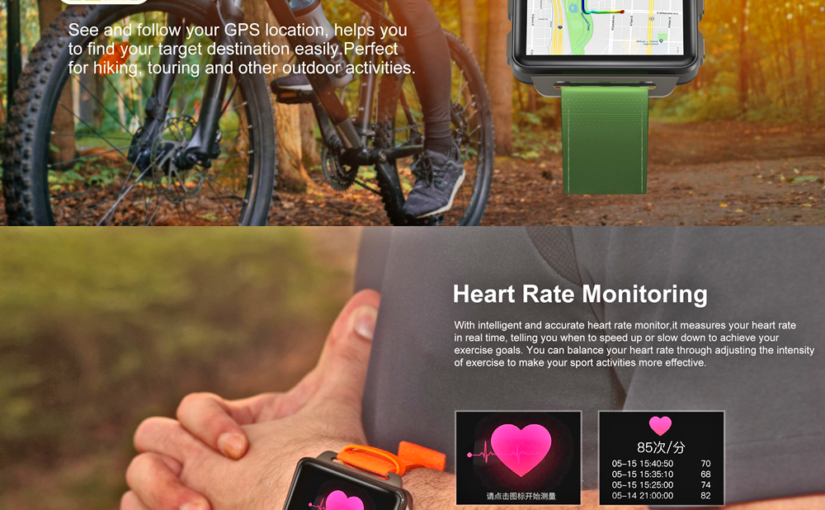 See and follow your GPS location, helps you
to find your target destination easily.Perfect
for hiking, touring and other outdoor activities.
Heart Rate Monitoring
With intelligent and accurate heart rate monitor,it measures your heart rate
in real time, telling you when to speed up or slow down to achieve your
exercise goals. You can balance your heart rate through adjusting the intensity
of exercise to make your sport activities more effective.
请点击图标开始测量
85次/分
05-15 15:40:50 70
05-15 15:35:10 68
05-15 15:25:00 74
05-14 21:00:00 82